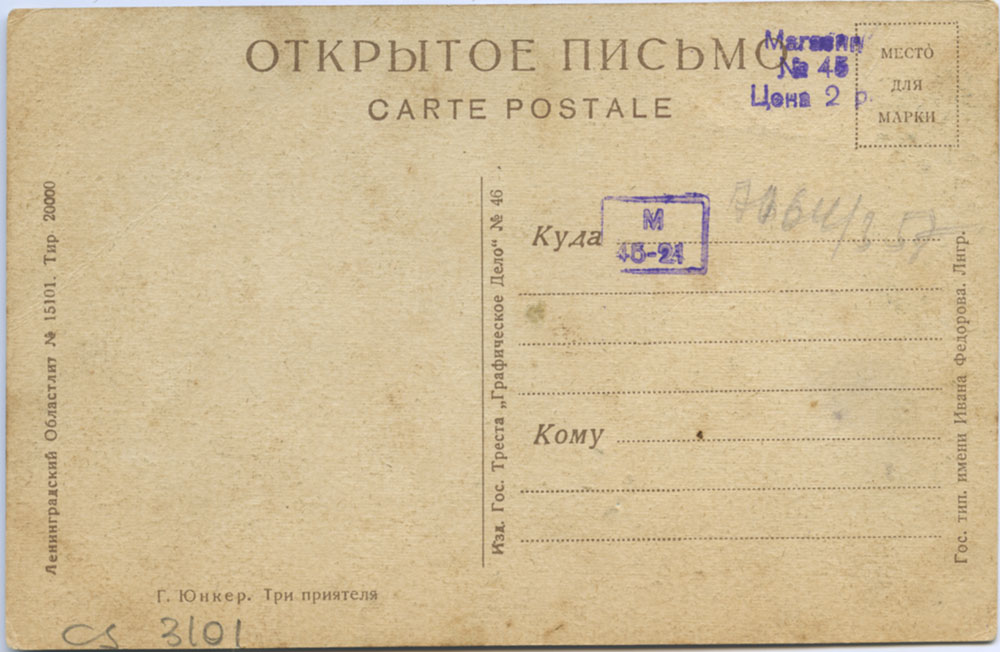 ОТКРЫТОЕ ПИСЬМО
CARTE POSTALE
Магазин
№ 45
Цена 2 р.
МЕСТО
ДЛЯ
МАРКИ
Ленинградский Областлит № 15101. Тир 20000
Изд. Гос. Треста „Графическое Дело“ № 46
Куда
М
45-21
Кому
Гос. тип. имени Ивана Федорова. Лнгр.
Г. Юнкер. Три приятеля
CS 3101